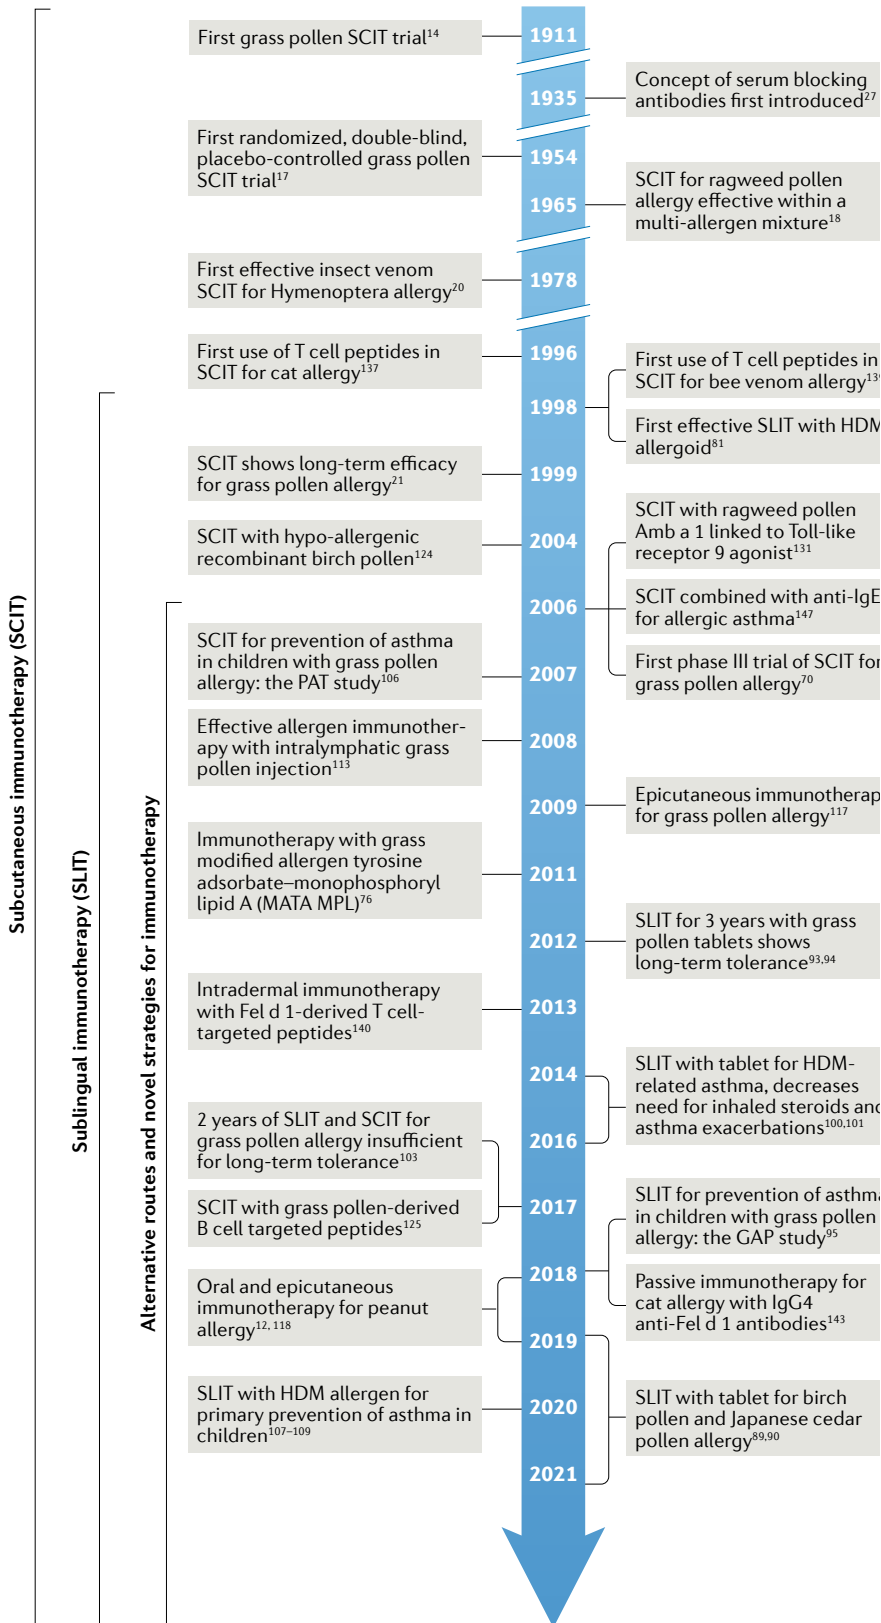 First grass pollen SCIT trial14
1911
1935
Concept of serum blocking
antibodies first introduced27
First randomized, double-blind,
placebo-controlled grass pollen
SCIT trial17
1954
1965
SCIT for ragweed pollen
allergy effective within a
multi-allergen mixture18
First effective insect venom
SCIT for Hymenoptera allergy20
1978
First use of T cell peptides in
SCIT for cat allergy137
1996
1998
First use of T cell peptides in
SCIT for bee venom allergy139
First effective SLIT with HDM
allergoid81
SCIT shows long-term efficacy
for grass pollen allergy21
1999
SCIT with hypo-allergenic
recombinant birch pollen124
2004
2006
SCIT with ragweed pollen
Amb a 1 linked to Toll-like
receptor 9 agonist131
SCIT combined with anti-IgE
for allergic asthma147
First phase III trial of SCIT for
grass pollen allergy70
SCIT for prevention of asthma
in children with grass pollen
allergy: the PAT study106
2007
Effective allergen immunother-
apy with intralymphatic grass
pollen injection113
2008
2009
Epicutaneous immunotherap
for grass pollen allergy117
Immunotherapy with grass
modified allergen tyrosine
adsorbate–monophosphoryl
lipid A (MATA MPL)76
2011
2012
SLIT for 3 years with grass
pollen tablets shows
long-term tolerance93,94
Intradermal immunotherapy
with Fel d 1-derived T cell-
targeted peptides140
2013
2014
2016
SLIT with tablet for HDM-
related asthma, decreases
need for inhaled steroids and
asthma exacerbations100,101
2 years of SLIT and SCIT for
grass pollen allergy insufficient
for long-term tolerance103
SCIT with grass pollen-derived
B cell targeted peptides125
2017
2018
SLIT for prevention of asthma
in children with grass pollen
allergy: the GAP study95
Passive immunotherapy for
cat allergy with IgG4
anti-Fel d 1 antibodies143
Oral and epicutaneous
immunotherapy for peanut
allergy12, 118
2019
SLIT with HDM allergen for
primary prevention of asthma in
children107–109
2020
2021
SLIT with tablet for birch
pollen and Japanese cedar
pollen allergy89,90
Subcutaneous immunotherapy (SCIT)
Sublingual immunotherapy (SLIT)
Alternative routes and novel strategies for immunotherapy